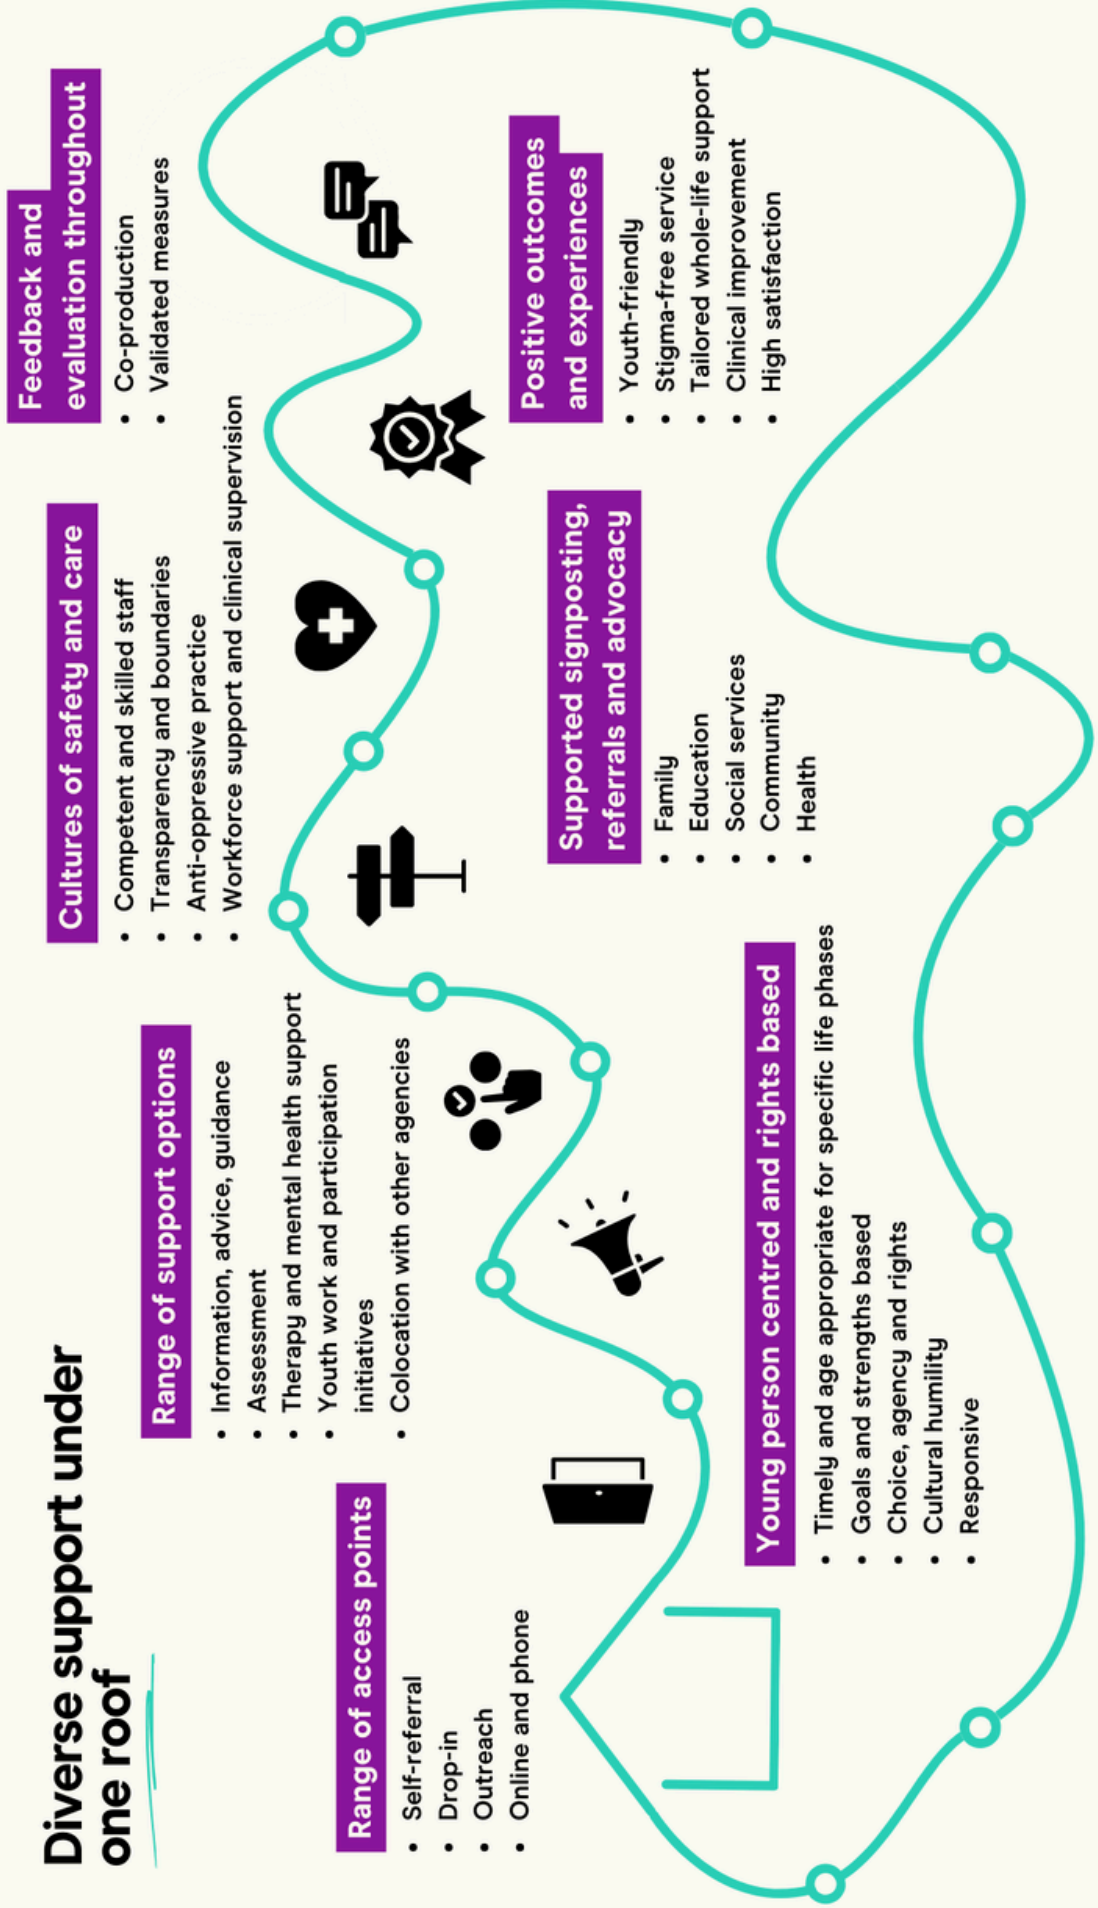 Diverse support under
one roof
Range of access points
• Self-referral
• Drop-in
• Outreach
• Online and phone
Range of support options
• Information, advice, guidance
• Assessment
• Therapy and mental health support
• Youth work and participation
initiatives
• Colocation with other agencies
Cultures of safety and care
• Competent and skilled staff
• Transparency and boundaries
• Anti-oppressive practice
• Workforce support and clinical supervision
Feedback and
evaluation throughout
• Co-production
• Validated measures
Young person centred and rights based
• Timely and age appropriate for specific life phases
• Goals and strengths based
• Choice, agency and rights
• Cultural humility
• Responsive
Supported signposting,
referrals and advocacy
• Family
• Education
• Social services
• Community
• Health
Positive outcomes
and experiences
• Youth-friendly
• Stigma-free service
• Tailored whole-life support
• Clinical improvement
• High satisfaction